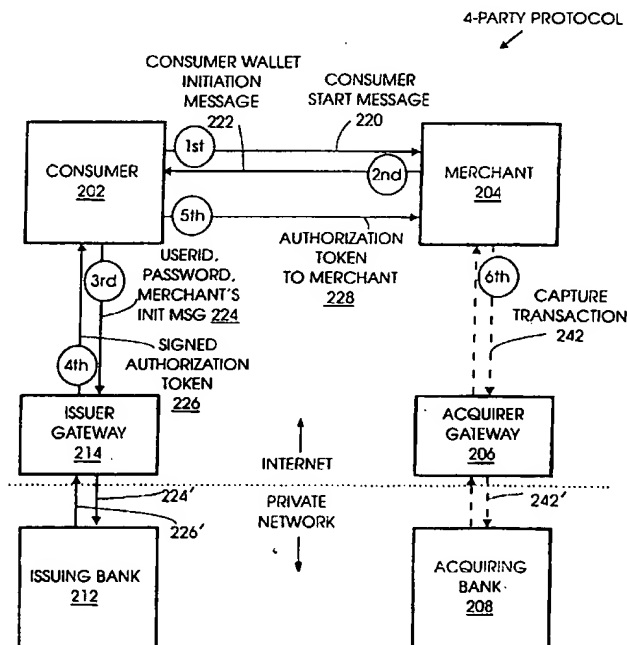 4-PARTY PROTOCOL
CONSUMER WALLET
INITIATION
MESSAGE
222
CONSUMER
START MESSAGE
220
CONSUMER
202
1st
2nd
MERCHANT
204
5th
AUTHORIZATION
TOKEN
TO MERCHANT
228
3rd
USERID,
PASSWORD,
MERCHANT'S
INIT MSG 224
6th
CAPTURE
TRANSACTION
242
4th
SIGNED
AUTHORIZATION
TOKEN
226
ISSUER
GATEWAY
214
ACQUIRER
GATEWAY
206
INTERNET
PRIVATE
NETWORK
224'
226'
242'
ISSUING BANK
212
ACQUIRING
BANK
208